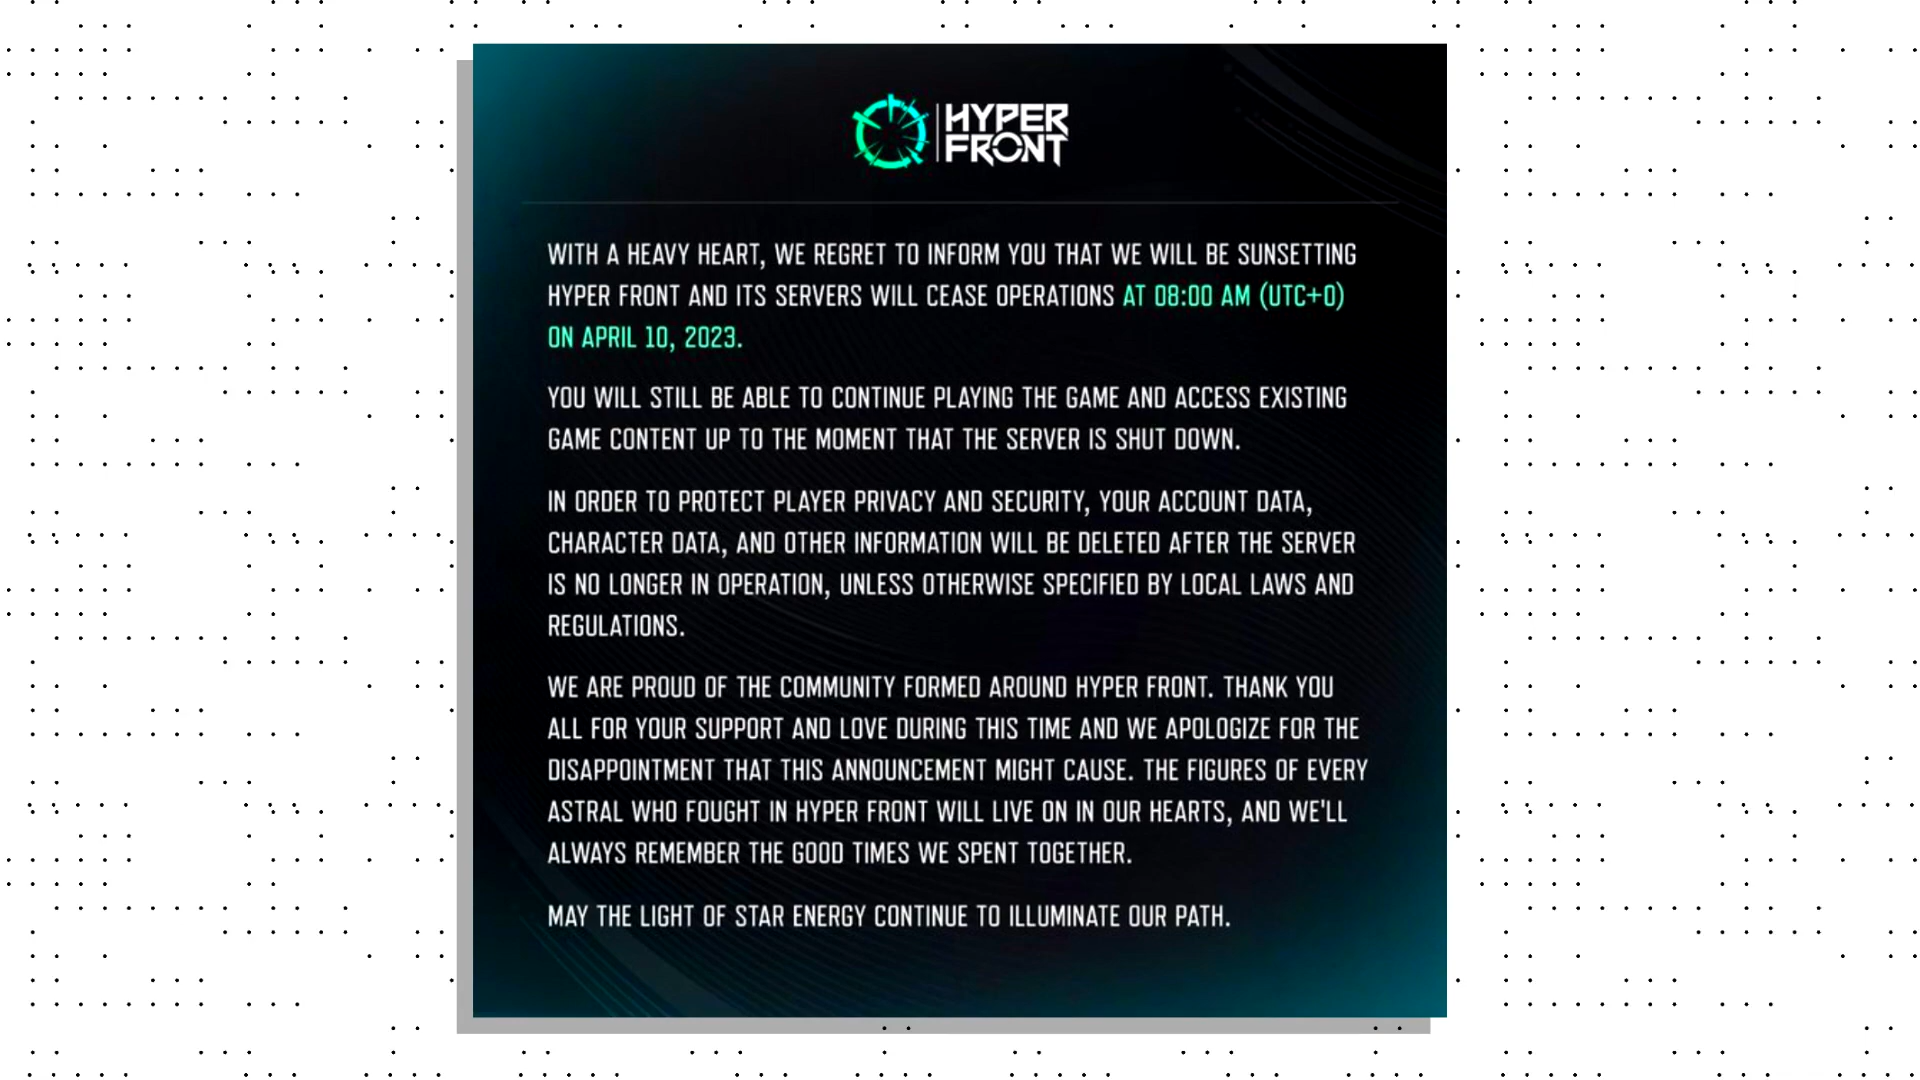 HYPER
FRONT
WITH A HEAVY HEART, WE REGRET TO INFORM YOU THAT WE WILL BE SUNSETTING
HYPER FRONT AND ITS SERVERS WILL CEASE OPERATIONS AT 08:00 AM (UTC+0)
ON APRIL 10, 2023.
YOU WILL STILL BE ABLE TO CONTINUE PLAYING THE GAME AND ACCESS EXISTING
GAME CONTENT UP TO THE MOMENT THAT THE SERVER IS SHUT DOWN.
IN ORDER TO PROTECT PLAYER PRIVACY AND SECURITY, YOUR ACCOUNT DATA,
CHARACTER DATA, AND OTHER INFORMATION WILL BE DELETED AFTER THE SERVER
IS NO LONGER IN OPERATION, UNLESS OTHERWISE SPECIFIED BY LOCAL LAWS AND
REGULATIONS.
WE ARE PROUD OF THE COMMUNITY FORMED AROUND HYPER FRONT. THANK YOU
ALL FOR YOUR SUPPORT AND LOVE DURING THIS TIME AND WE APOLOGIZE FOR THE
DISAPPOINTMENT THAT THIS ANNOUNCEMENT MIGHT CAUSE. THE FIGURES OF EVERY
ASTRAL WHO FOUGHT IN HYPER FRONT WILL LIVE ON IN OUR HEARTS, AND WE'LL
ALWAYS REMEMBER THE GOOD TIMES WE SPENT TOGETHER.
MAY THE LIGHT OF STAR ENERGY CONTINUE TO ILLUMINATE OUR PATH.